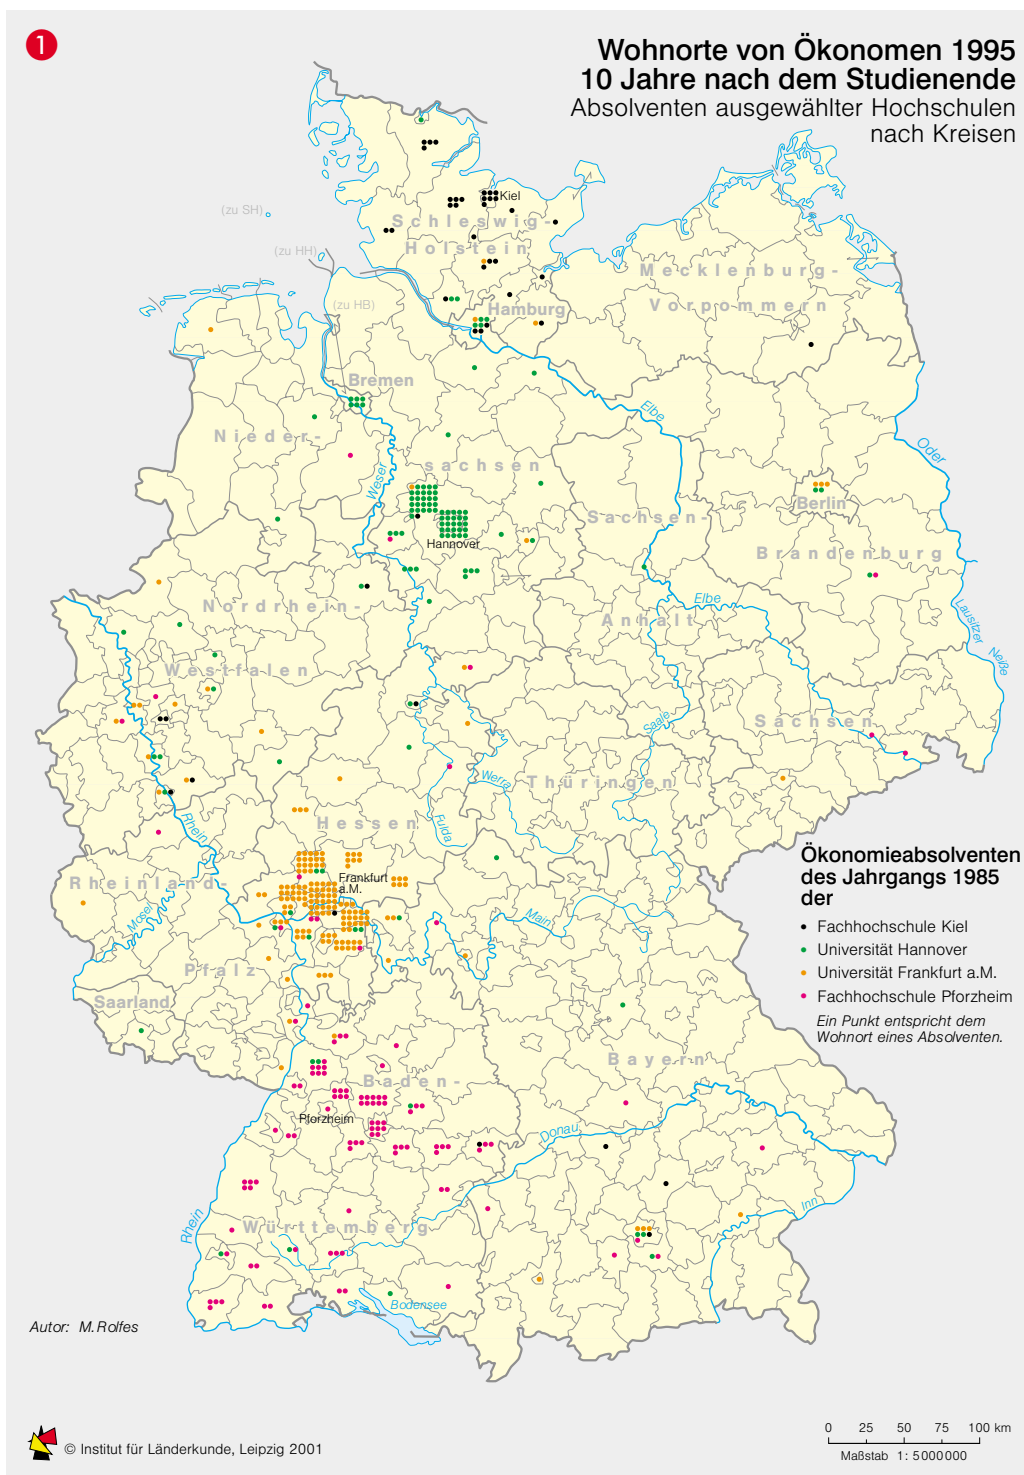 1
Wohnorte von Ökonomen 1995
10 Jahre nach dem Studienende
Absolventen ausgewählter Hochschulen
nach Kreisen
(zu SH)
Kiel
Schleswig-
Holstein
(zu HH)
Mecklenburg-
Vorpommern
(zu HB)
Hamburg
Bremen
Elbe
Nieder-
sachsen
Oder
Weser
Berlin
Sachsen-
Hannover
Brandenburg
Elbe
Nordrhein-
Anhalt
Lausitzer
Neiße
Westfalen
Saale
Sachsen
Werra
Thüringen
Rhein
Hessen
Fulda
Frankfurt
a.M.
Rheinland-
Mosel
Main
Pfalz
Saarland
Ökonomieabsolventen
des Jahrgangs 1985
der
Fachhochschule Kiel
Universität Hannover
Universität Frankfurt a.M.
Fachhochschule Pforzheim
Ein Punkt entspricht dem
Wohnort eines Absolventen.
Bayern
Baden-
Pforzheim
Donau
Inn
Rhein
Württemberg
Bodensee
Autor: M.Rolfes
© Institut für Länderkunde, Leipzig 2001
0 25 50 75 100 km
Maßstab 1: 5000000